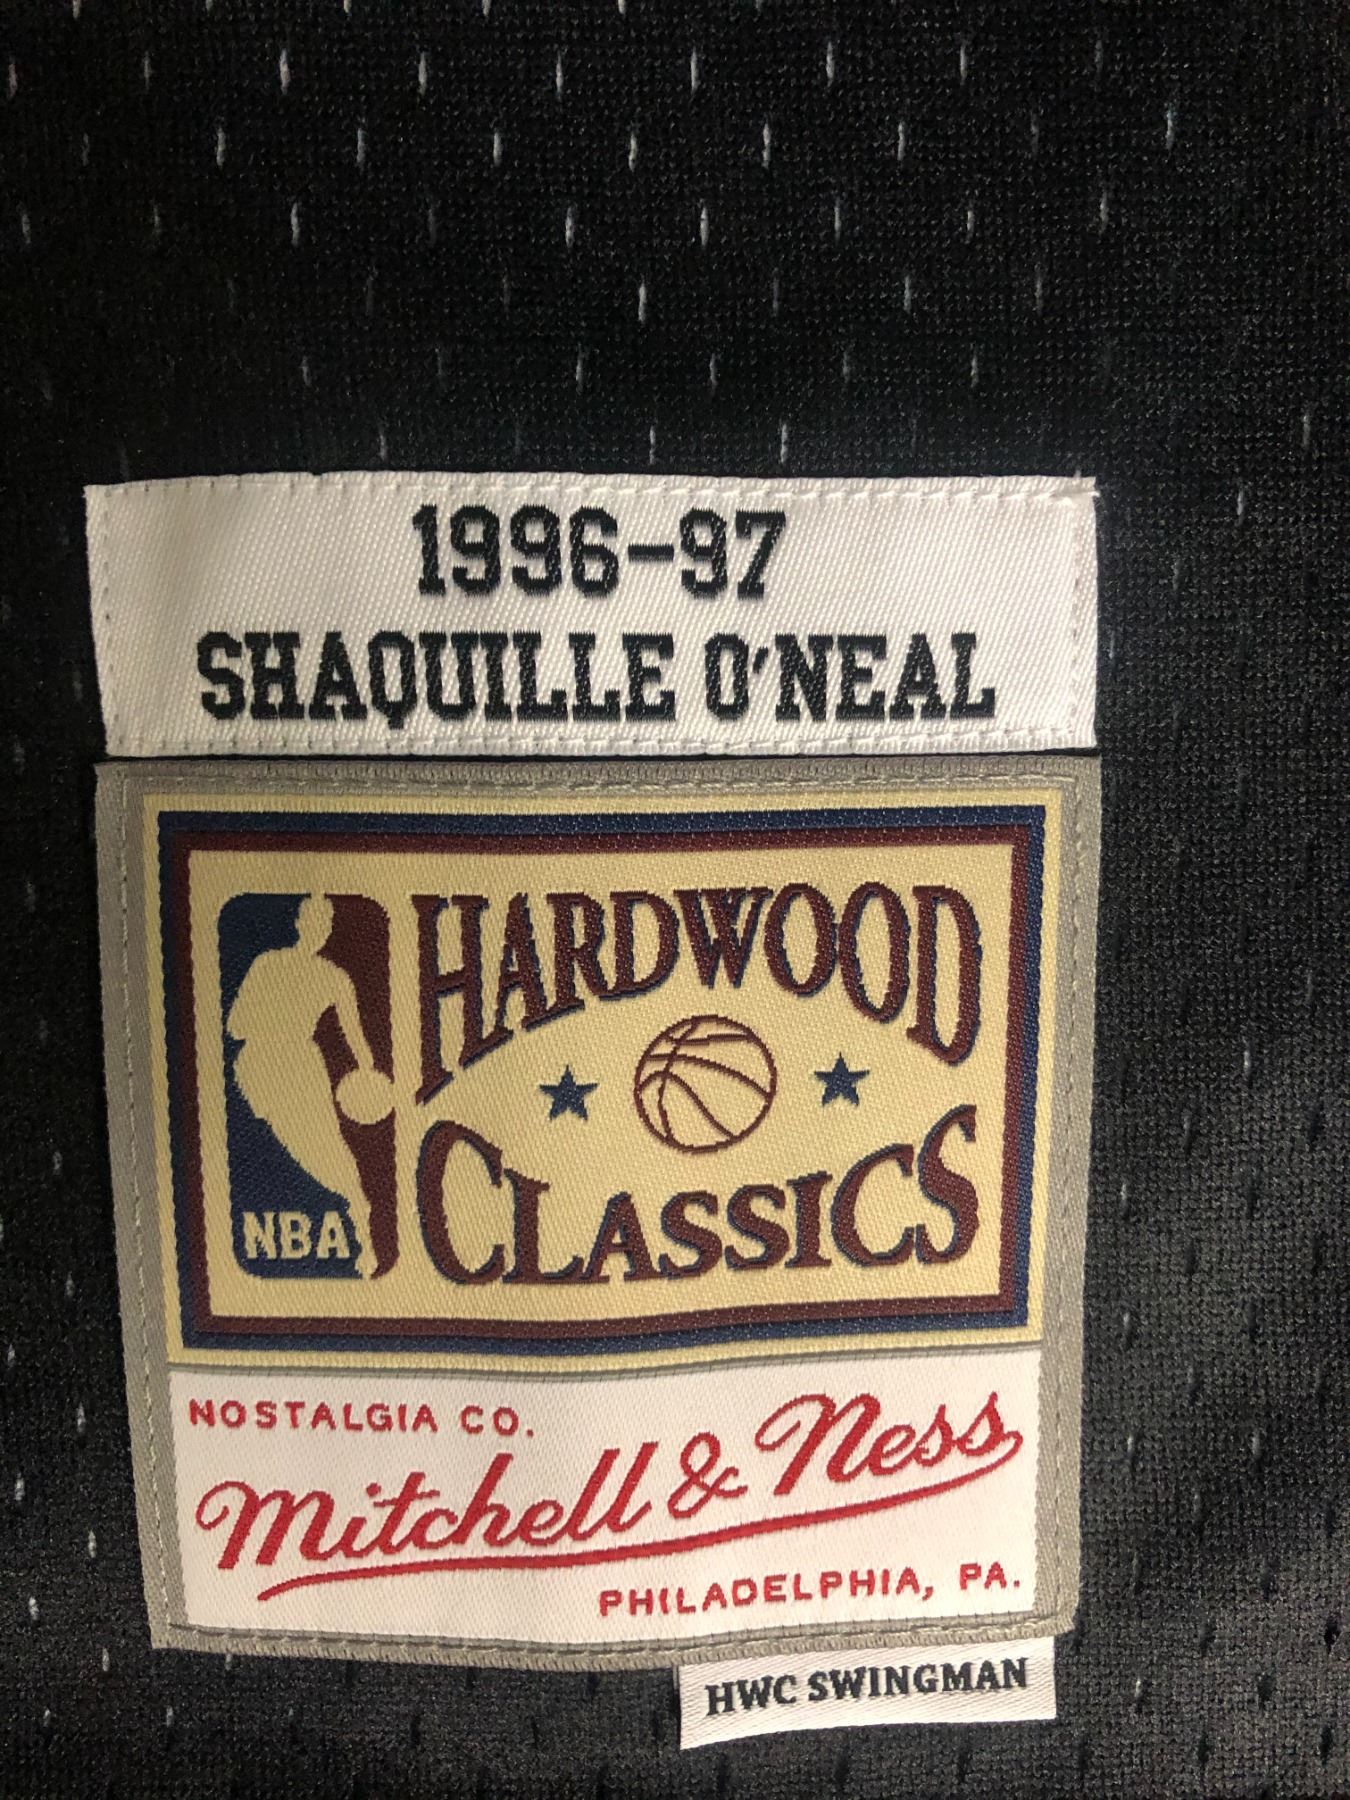 1996-97
SHAQUILLE O'NEAL
HARDWOOD
CLASSICS
NBA
NOSTALGIA CO.
Mitchell & Ness
PHILADELPHIA, PA.
HWC SWINGMAN